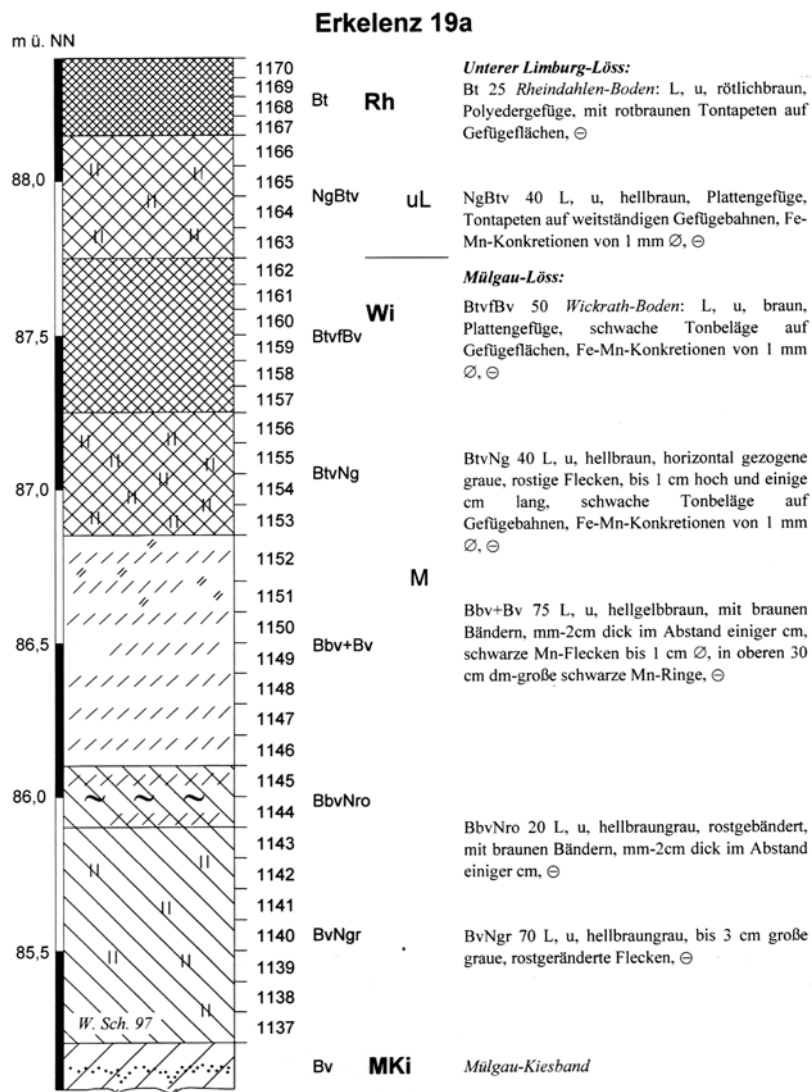 Erkelenz 19a
m ü. NN
1170
1169
1168
1167
Bt
Rh
Unterer Limburg-Löss:
Bt 25 Rheindahlen-Boden: L, u, rötlichbraun,
Polyedergefüge, mit rotbraunen Tontapeten auf
Gefügeflächen, ⊖
88,0
1166
1165
1164
1163
NgBtv
uL
NgBtv 40 L, u, hellbraun, Plattengefüge,
Tontapeten auf weitständigen Gefügebahnen, Fe-
Mn-Konkretionen von 1 mm Ø, ⊖
87,5
1162
1161
1160
1159
1158
1157
BtvfBv
Wi
Mülgau-Löss:
BtvfBv 50 Wickrath-Boden: L, u, braun,
Plattengefüge, schwache Tonbeläge auf
Gefügeflächen, Fe-Mn-Konkretionen von 1 mm
Ø, ⊖
87,0
1156
1155
1154
1153
BtvNg
BtvNg 40 L, u, hellbraun, horizontal gezogene
graue, rostige Flecken, bis 1 cm hoch und einige
cm lang, schwache Tonbeläge auf
Gefügebahnen, Fe-Mn-Konkretionen von 1 mm
Ø, ⊖
86,5
1152
1151
1150
1149
1148
1147
1146
Bbv+Bv
M
Bbv+Bv 75 L, u, hellgelbbraun, mit braunen
Bändern, mm-2cm dick im Abstand einiger cm,
schwarze Mn-Flecken bis 1 cm Ø, in oberen 30
cm dm-große schwarze Mn-Ringe, ⊖
86,0
1145
1144
BbvNro
BbvNro 20 L, u, hellbraungrau, rostgebändert,
mit braunen Bändern, mm-2cm dick im Abstand
einiger cm, ⊖
85,5
1143
1142
1141
1140
1139
1138
1137
BvNgr
BvNgr 70 L, u, hellbraungrau, bis 3 cm große
graue, rostgeränderte Flecken, ⊖
W. Sch. 97
Bv
MKi
Mülgau-Kiesband